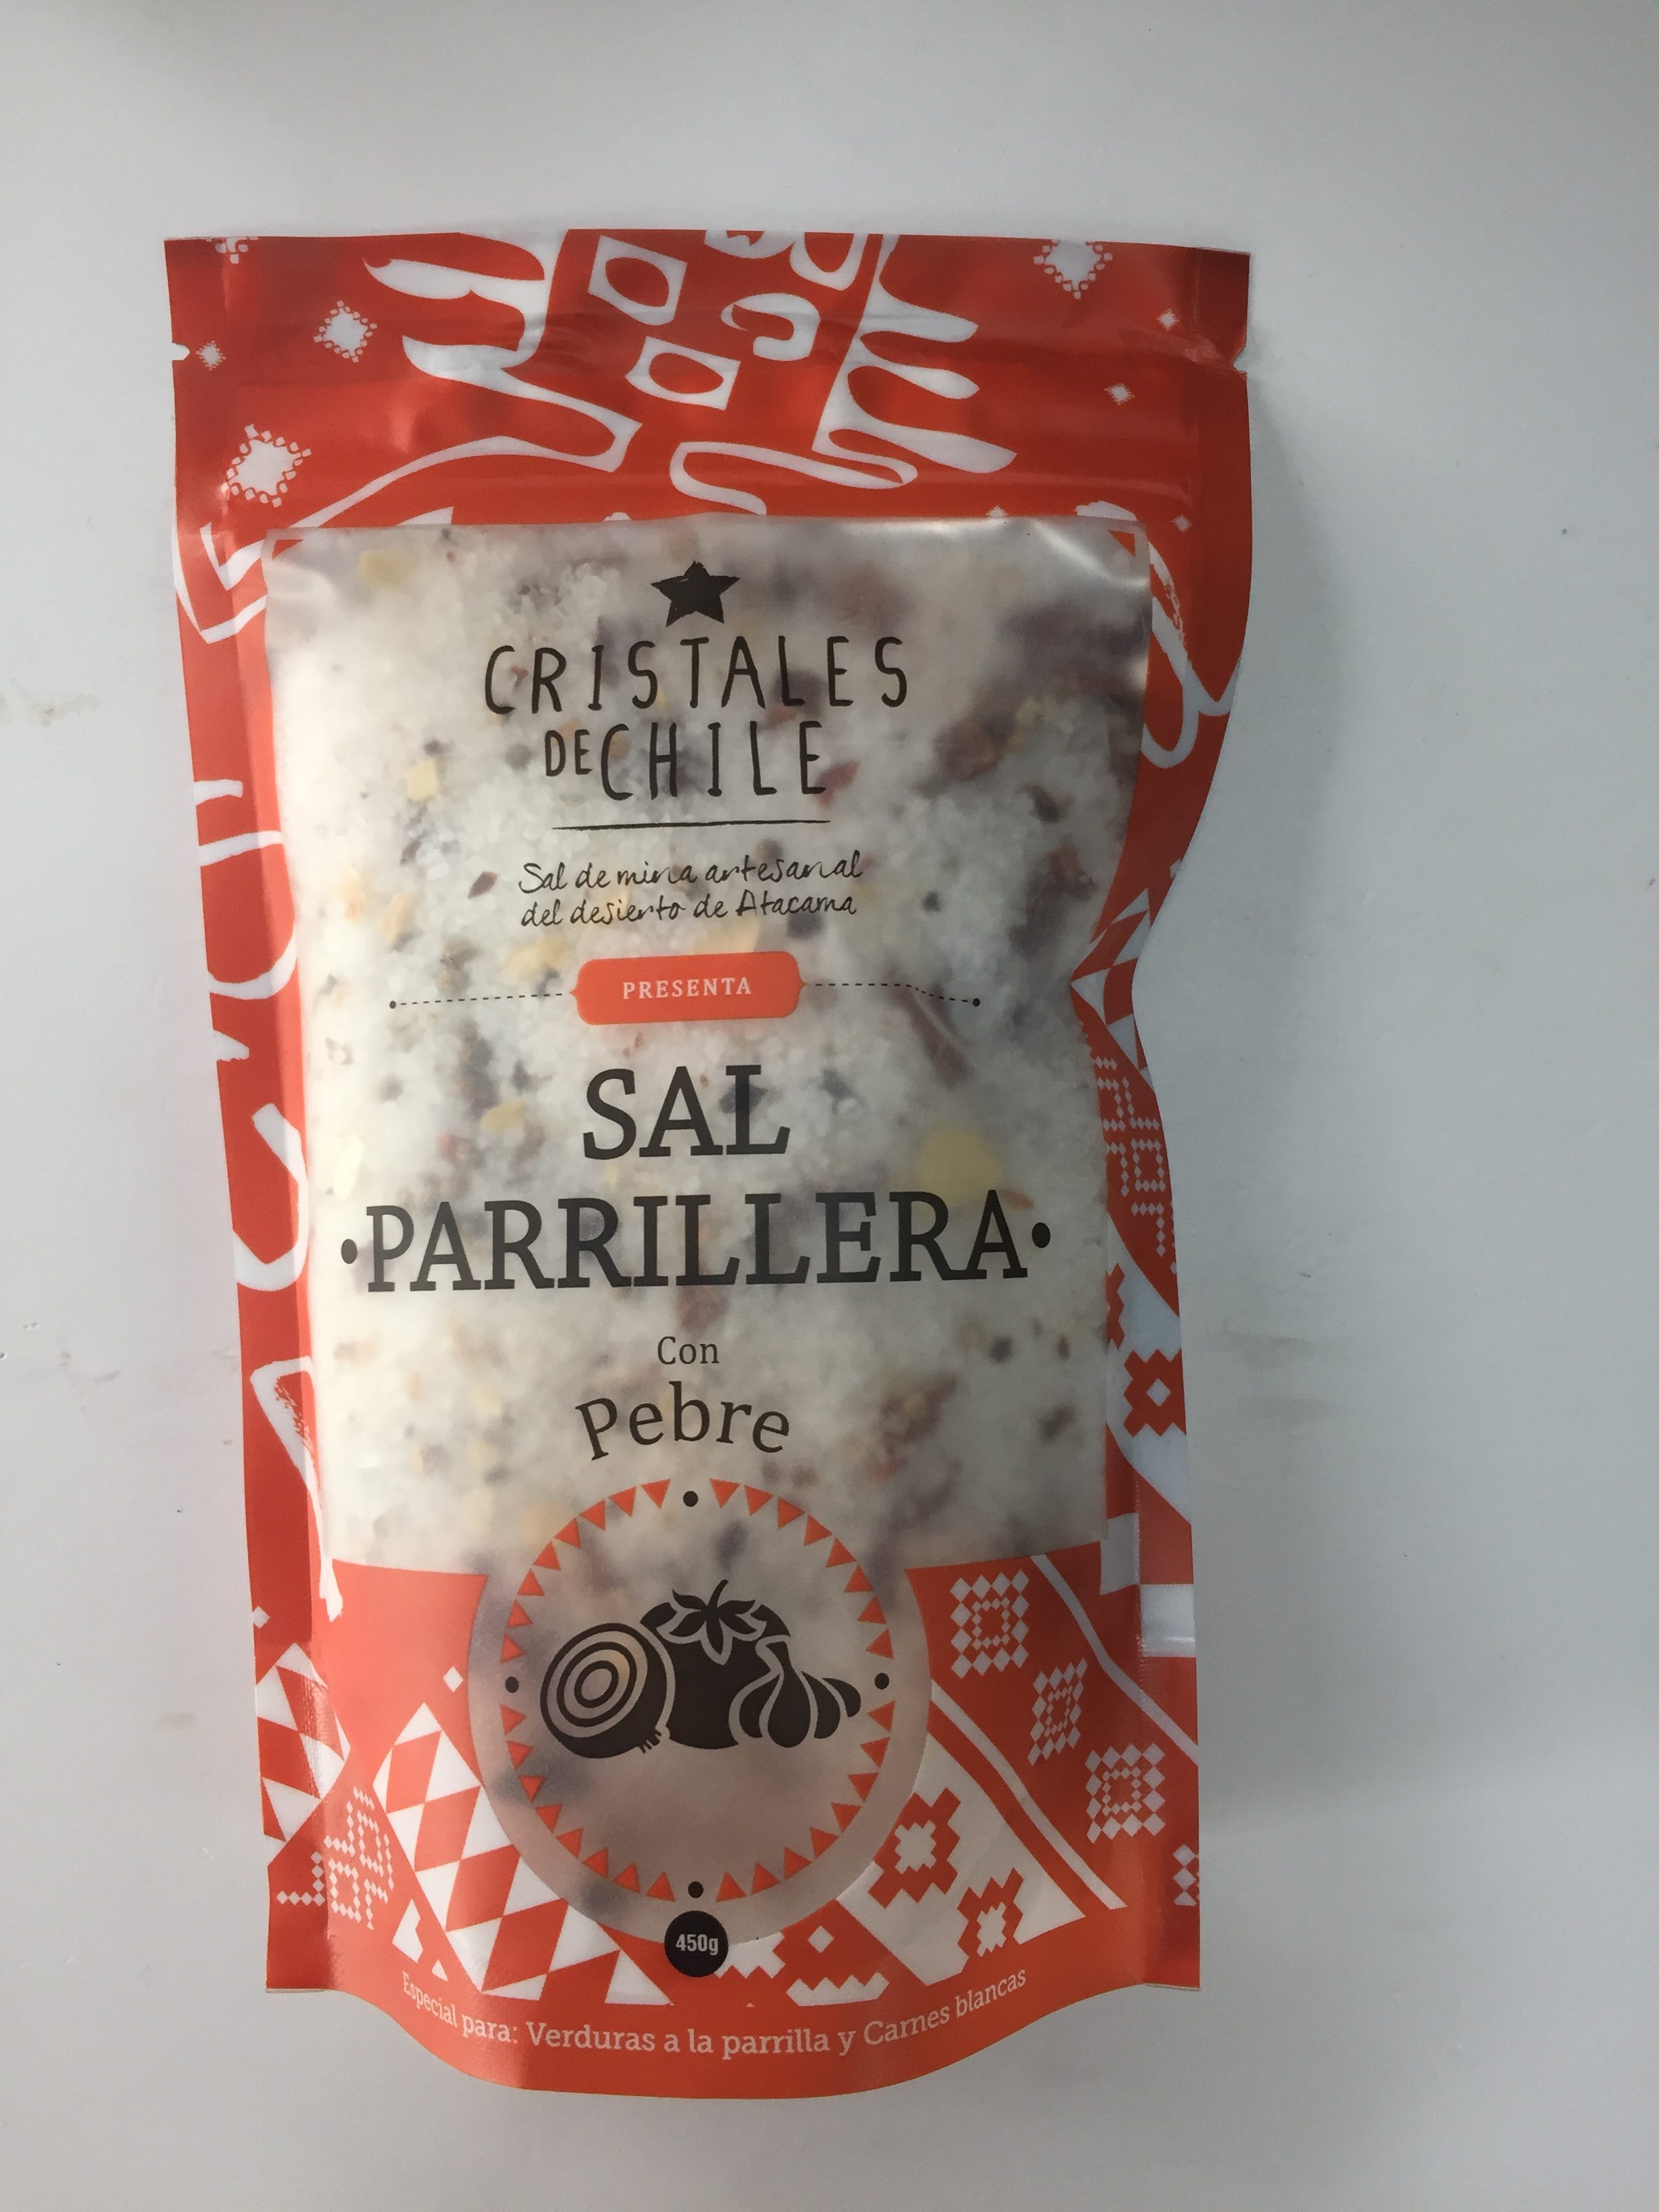 CRISTALES
DE CHILE
Sal de mina artesanal
del desierto de Atacama
PRESENTA
SAL
•PARRILLERA•
Con
Pebre
450g
Especial para: Verduras a la parrilla y Carnes blancas